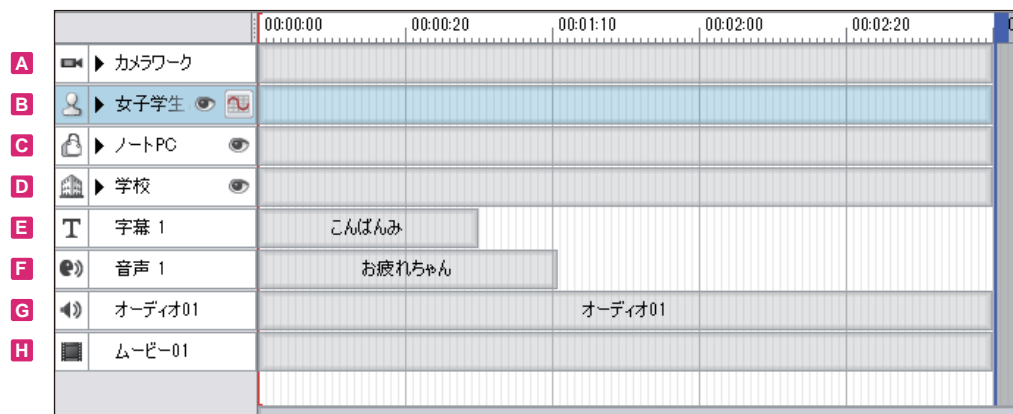 00:00:00 00:00:20 00:01:10 00:02:00 00:02:20
A カメラワーク
B 女子学生
C ノートPC
D 学校
E T 字幕 1 こんばんみ
F 音声 1 お疲れちゃん
G オーディオ01 オーディオ01
H ムービー01